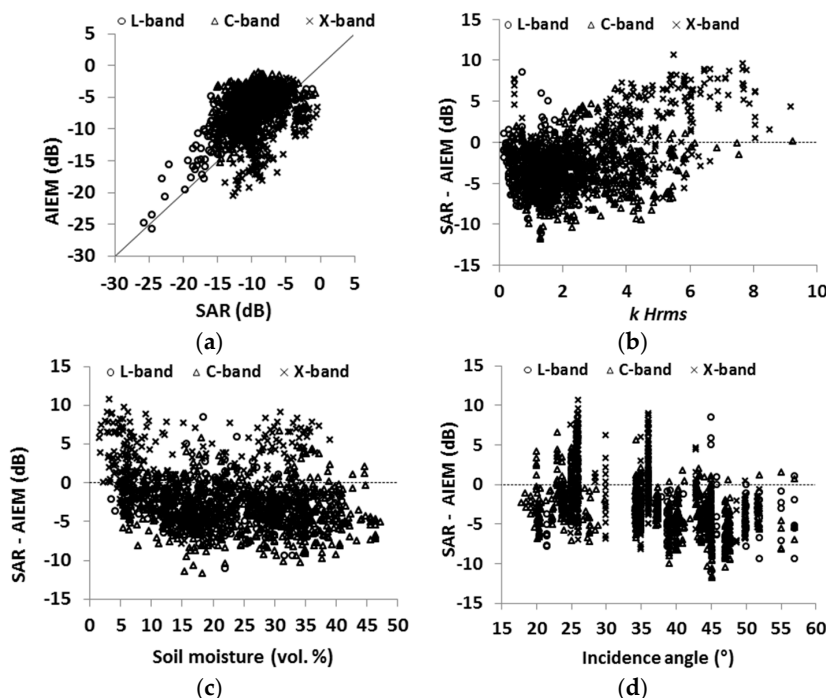 ○ L-band △ C-band × X-band
5
0
-5
-10
-15
-20
-25
-30
AIEM (dB)
-30 -25 -20 -15 -10 -5 0 5
SAR (dB)
(a)
○ L-band △ C-band × X-band
15
10
5
0
-5
-10
-15
SAR - AIEM (dB)
0 2 4 6 8 10
k Hrms
(b)
○ L-band △ C-band × X-band
15
10
5
0
-5
-10
-15
SAR - AIEM (dB)
0 5 10 15 20 25 30 35 40 45 50
Soil moisture (vol. %)
(c)
○ L-band △ C-band × X-band
15
10
5
0
-5
-10
-15
SAR - AIEM (dB)
15 20 25 30 35 40 45 50 55 60
Incidence angle (°)
(d)